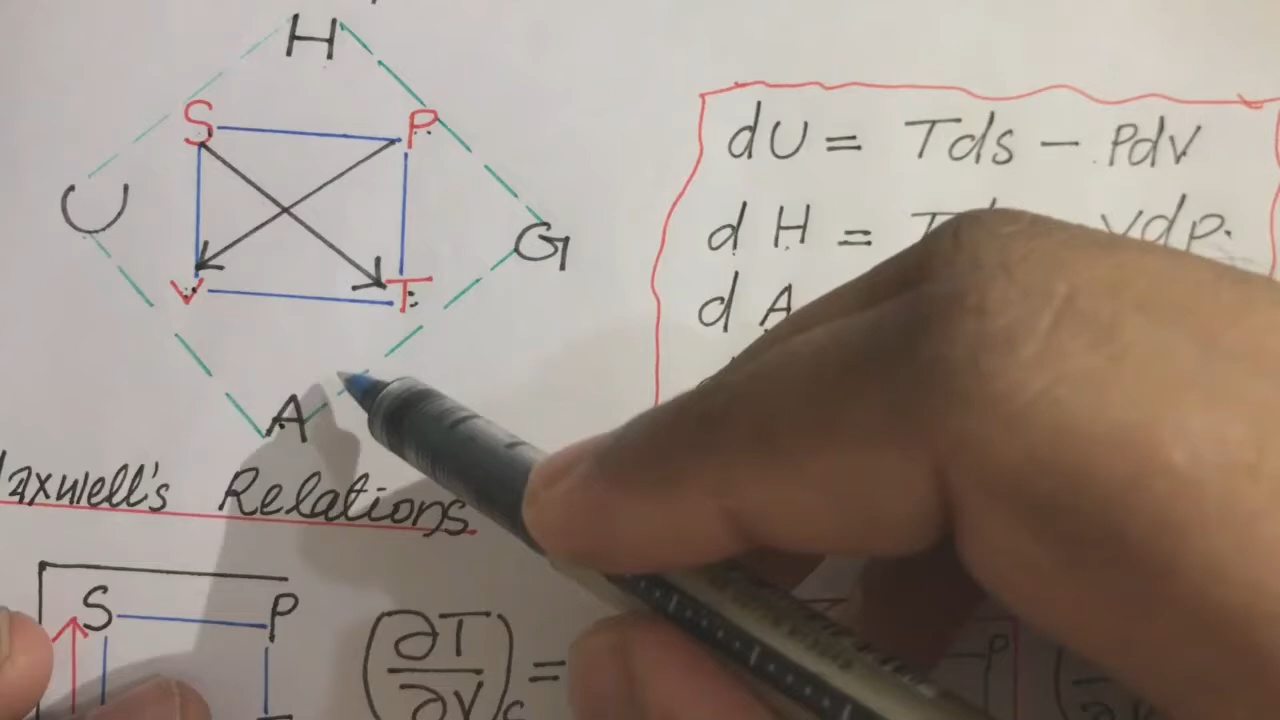 H
S P
U
G
V T
A
dU = Tds - PdV
dH = Vdp.
dA
Maxwell's Relations
S P
(∂T/∂V)s =
P